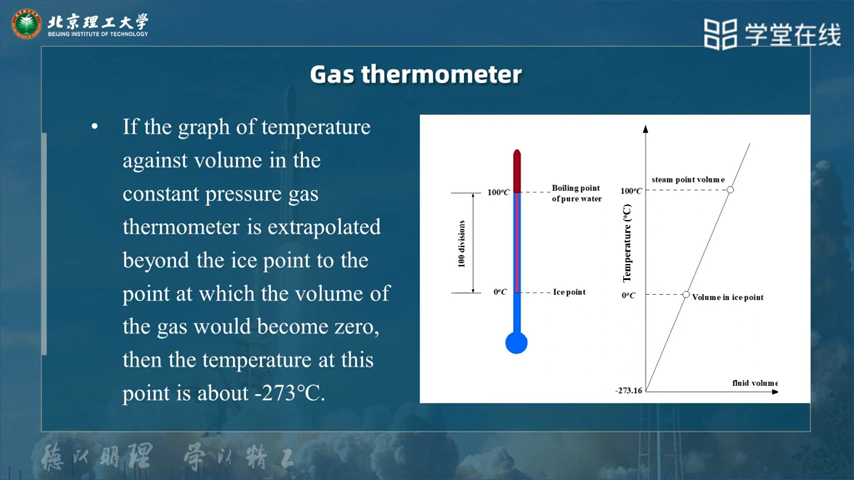 北京理工大学
BEIJING INSTITUTE OF TECHNOLOGY
学堂在线
Gas thermometer
• If the graph of temperature
against volume in the
constant pressure gas
thermometer is extrapolated
beyond the ice point to the
point at which the volume of
the gas would become zero,
then the temperature at this
point is about -273℃.
100°C
Boiling point
of pure water
100 divisions
0°C
Ice point
Temperature (°C)
100°C
steam point volume
0°C
Volume in ice point
-273.16
fluid volume
德以明理 学以精工